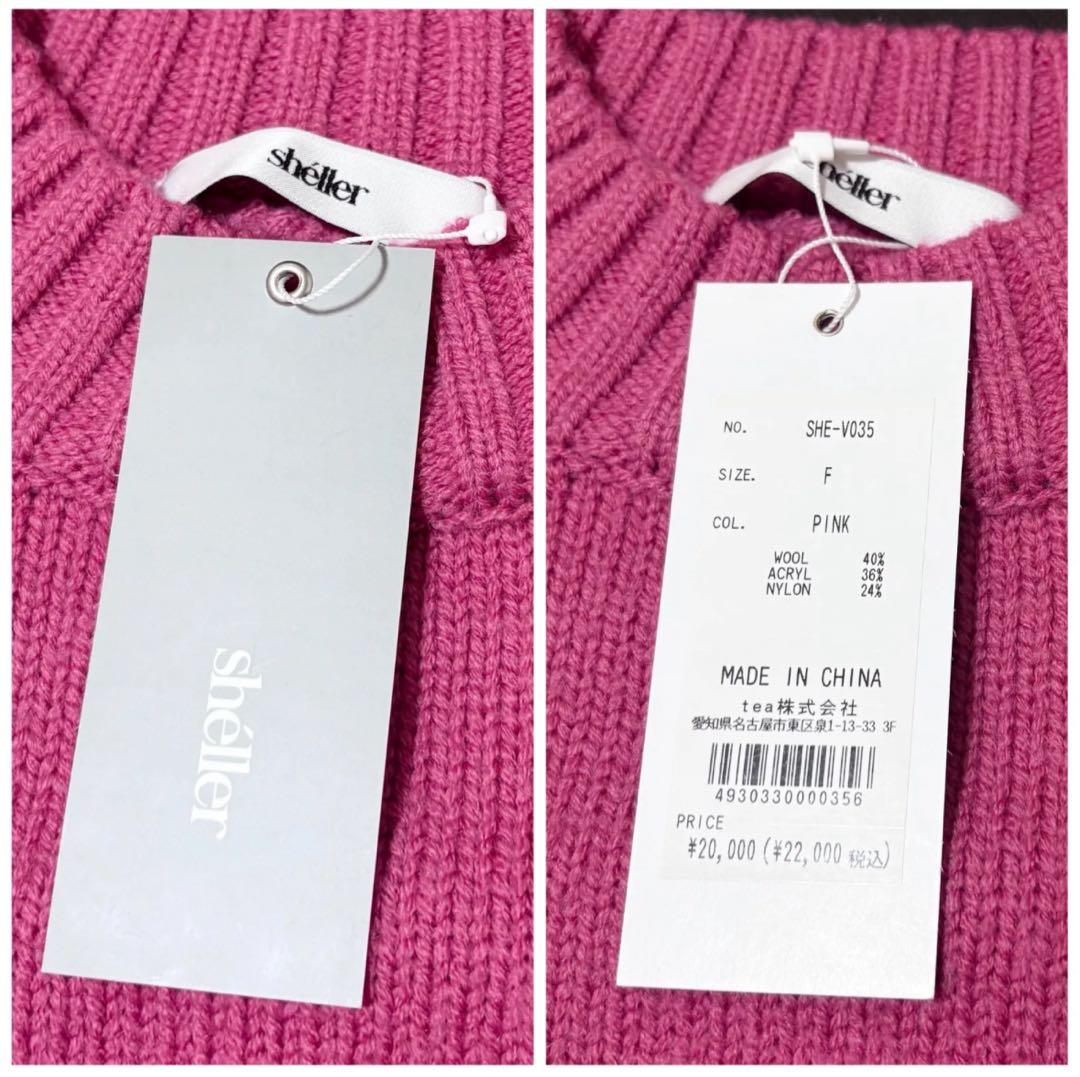 shéller
shéller
héller
NO. SHE-V035
SIZE. F
COL. PINK
WOOL 40%
ACRYL 36%
NYLON 24%
MADE IN CHINA
tea株式会社
愛知県名古屋市東区泉1-13-33 3F
4930330000356
PRICE
¥20,000 (¥22,000 税込)